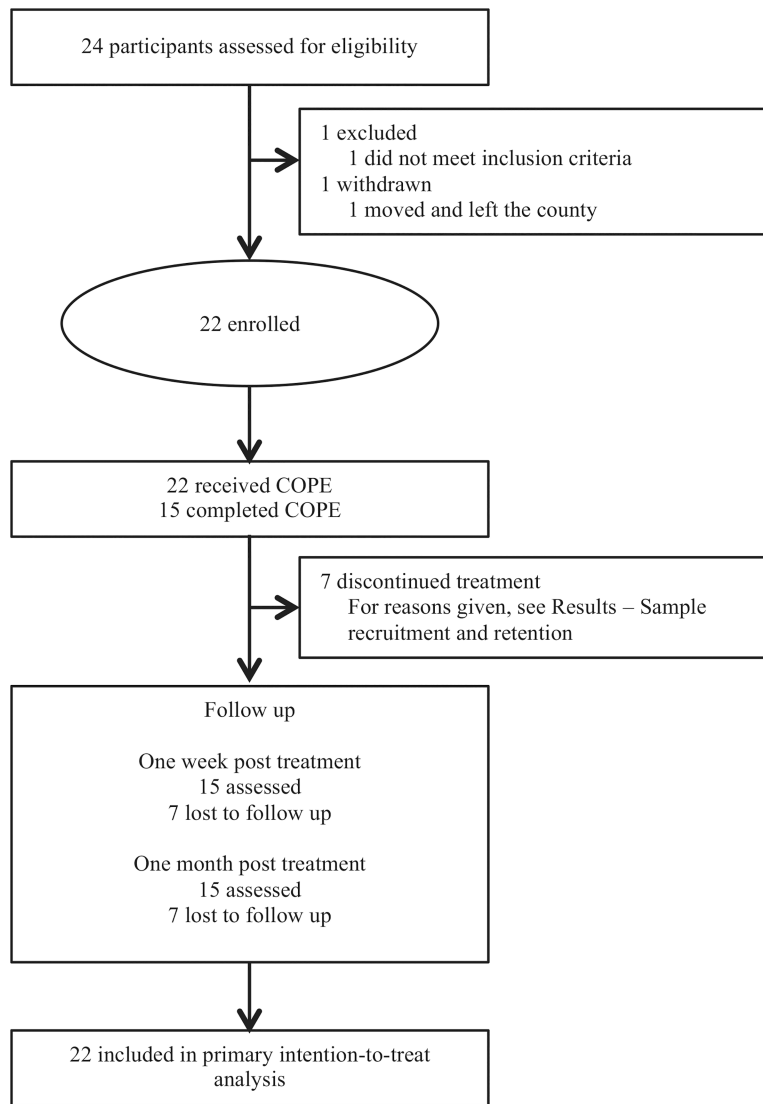 24 participants assessed for eligibility
1 excluded
1 did not meet inclusion criteria
1 withdrawn
1 moved and left the county
22 enrolled
22 received COPE
15 completed COPE
7 discontinued treatment
For reasons given, see Results – Sample
recruitment and retention
Follow up
One week post treatment
15 assessed
7 lost to follow up
One month post treatment
15 assessed
7 lost to follow up
22 included in primary intention-to-treat
analysis